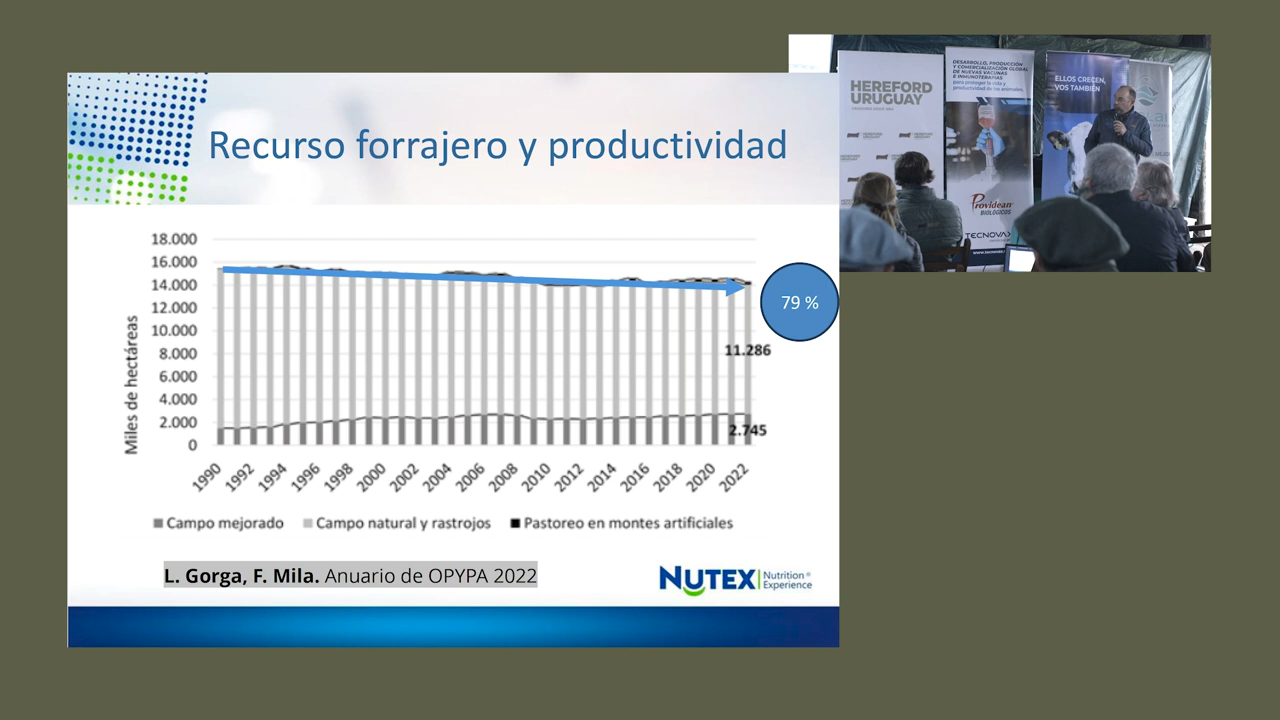 Recurso forrajero y productividad
18.000
16.000
14.000
12.000
10.000
8.000
6.000
4.000
2.000
0
Miles de hectáreas
79 %
11.286
2.745
1990
1992
1994
1996
1998
2000
2002
2004
2006
2008
2010
2012
2014
2016
2018
2020
2022
Campo mejorado
Campo natural y rastrojos
Pastoreo en montes artificiales
L. Gorga, F. Mila. Anuario de OPYPA 2022
NUTEX
Nutrition®
Experience
HEREFORD
URUGUAY
DESARROLLO, PRODUCCIÓN
Y COMERCIALIZACIÓN GLOBAL
DE NUEVAS VACUNAS
E INMUNOTERAPIAS
para proteger la vida y
productividad de los animales.
Providean
BIOLÓGICOS
TECNOVAX
ELLOS CRECEN,
VOS TAMBIÉN